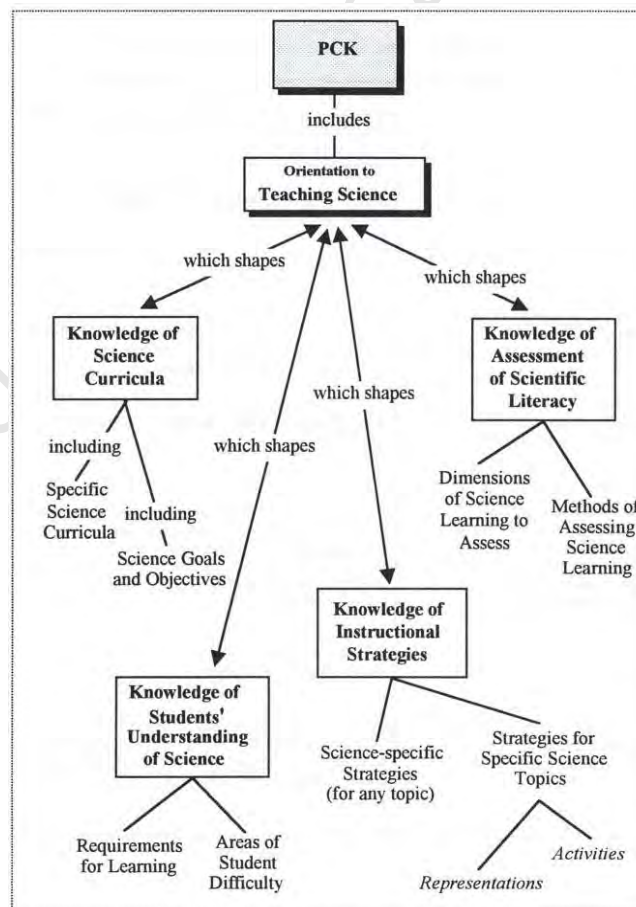 PCK
includes
Orientation to
Teaching Science
which shapes
which shapes
Knowledge of
Science
Curricula
Knowledge of
Assessment
of Scientific
Literacy
which shapes
which shapes
including
Specific
Science
Curricula
including
Science Goals
and Objectives
Dimensions
of Science
Learning to
Assess
Methods of
Assessing
Science
Learning
Knowledge of
Instructional
Strategies
Knowledge of
Students'
Understanding
of Science
Science-specific
Strategies
(for any topic)
Strategies for
Specific Science
Topics
Requirements
for Learning
Areas of
Student
Difficulty
Activities
Representations